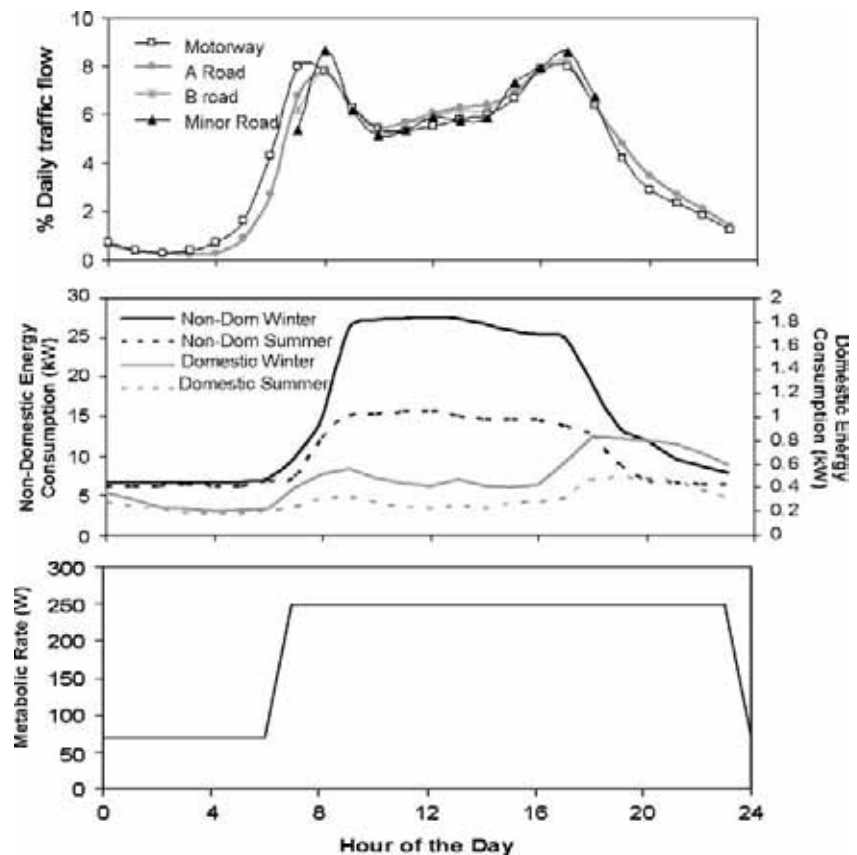 10
8
6
4
2
0
% Daily traffic flow
Motorway
A Road
B road
Minor Road
30
25
20
15
10
5
0
Non-Domestic Energy
Consumption (kW)
Non-Dom Winter
Non-Dom Summer
Domestic Winter
Domestic Summer
2
1.8
1.6
1.4
1.2
1
0.8
0.6
0.4
0.2
0
Domestic Energy
Consumption (kW)
300
250
200
150
100
50
0
Metabolic Rate (W)
0 4 8 12 16 20 24
Hour of the Day